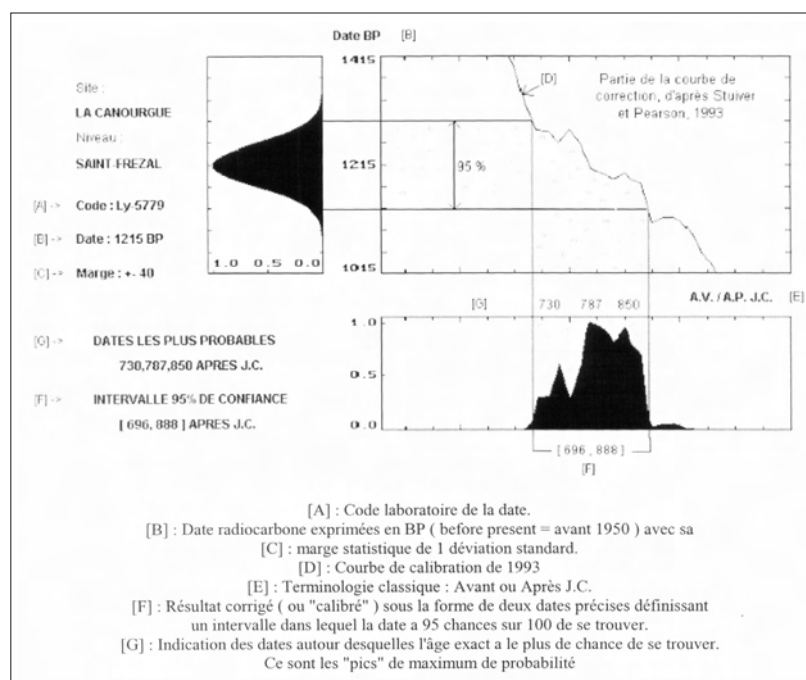 Date BP [B]
1415
1215
1015
[D]
Partie de la courbe de
correction, d'après Stuiver
et Pearson, 1993
95 %
Site :
LA CANOURGUE
Niveau :
SAINT-FREZAL
[A] -> Code : Ly-5779
[B] -> Date : 1215 BP
[C] -> Marge : +- 40
1.0 0.5 0.0
[G] 730 787 850 A.V. / A.P. J.C. [E]
1.0
0.5
0.0
[G] -> DATES LES PLUS PROBABLES
730,787,850 APRES J.C.
[F] -> INTERVALLE 95% DE CONFIANCE
[ 696, 888 ] APRES J.C.
[ 696 , 888 ]
[F]
[A] : Code laboratoire de la date.
[B] : Date radiocarbone exprimées en BP ( before present = avant 1950 ) avec sa
[C] : marge statistique de 1 déviation standard.
[D] : Courbe de calibration de 1993
[E] : Terminologie classique : Avant ou Après J.C.
[F] : Résultat corrigé ( ou "calibré" ) sous la forme de deux dates précises définissant
un intervalle dans lequel la date a 95 chances sur 100 de se trouver.
[G] : Indication des dates autour desquelles l'âge exact a le plus de chance de se trouver.
Ce sont les "pics" de maximum de probabilité